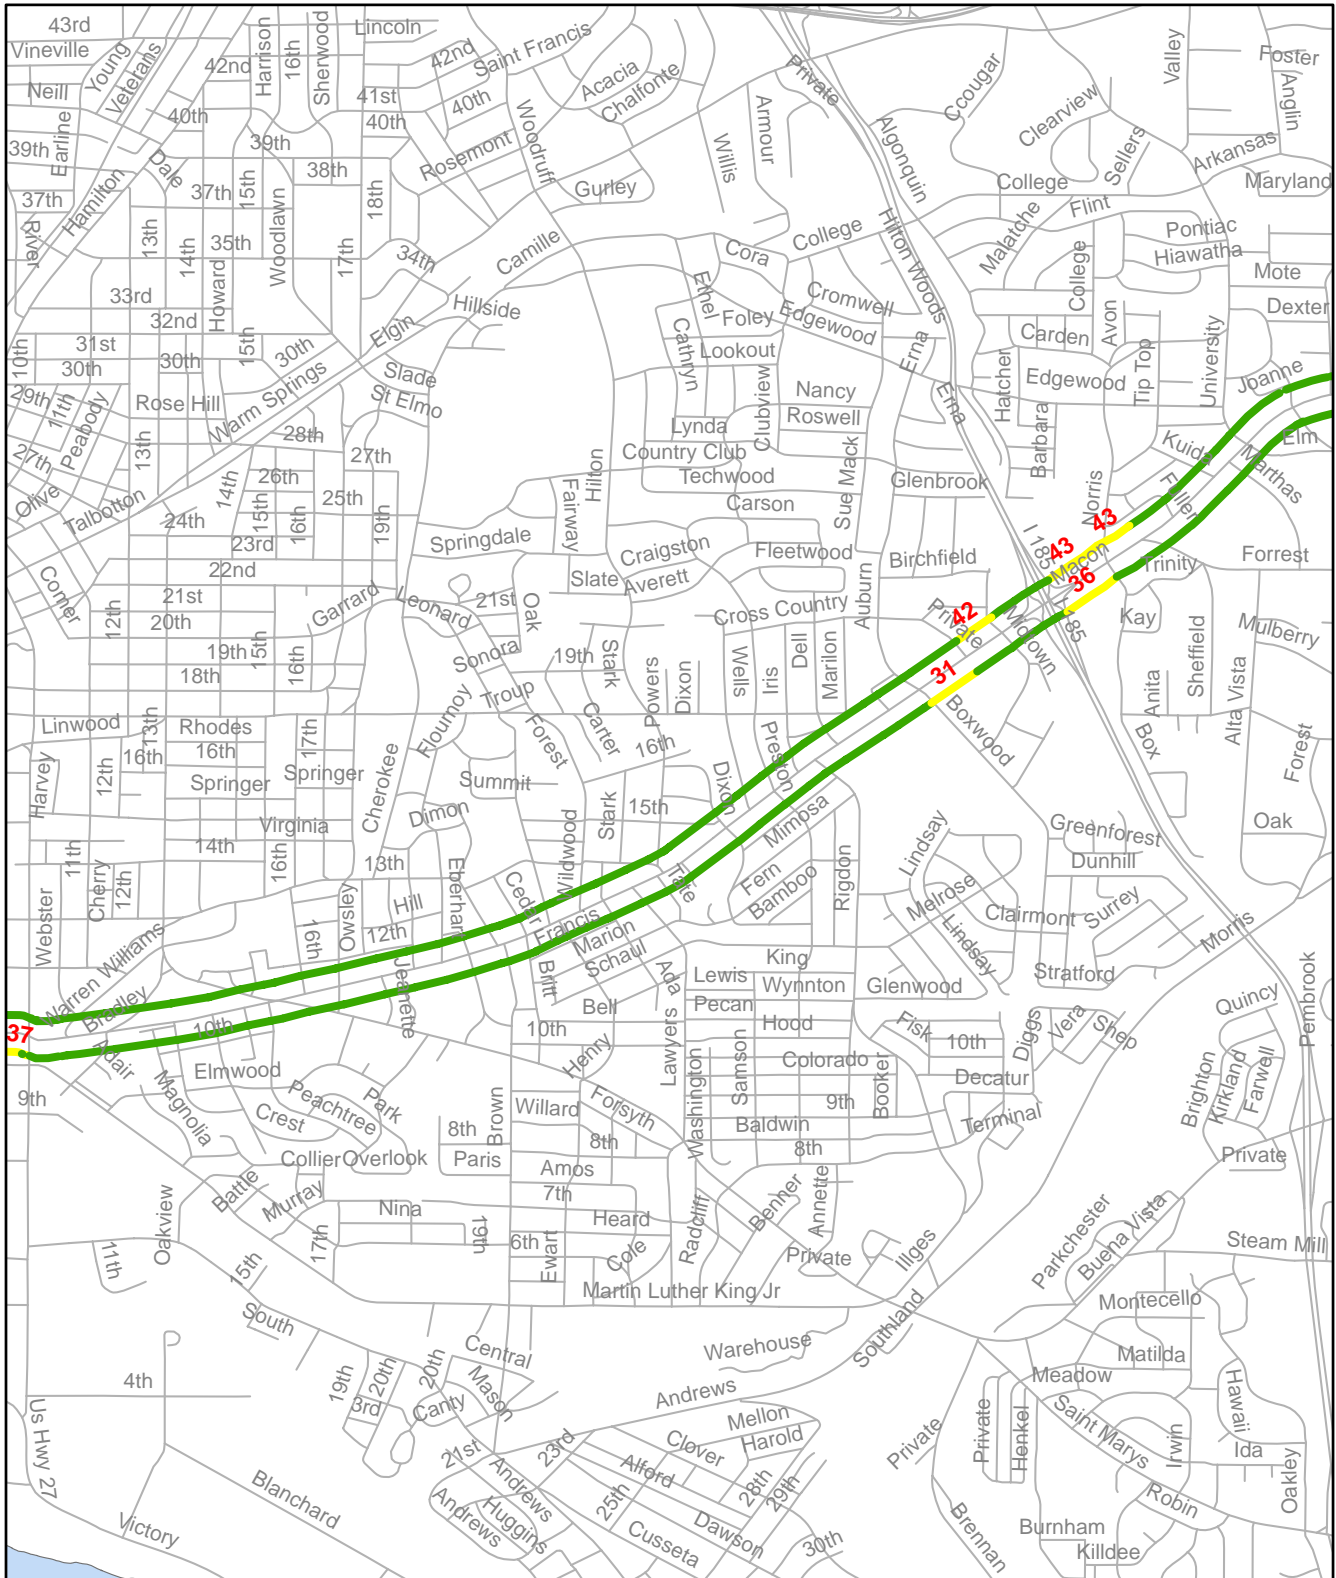 43rd
Lincoln
Vineville
Young
Veterans
42nd
Harrison
16th
Sherwood
42nd
Saint Francis
Acacia
Chalfonte
Private
Ccougar
Valley
Foster
Anglin
Neill
Earline
40th
41st
40th
40th
Woodruff
Armour
Willis
Algonquin
Clearview
Sellers
Arkansas
39th
39th
38th
Rosemont
Dale
37th
15th
Woodlawn
18th
Gurley
College
Maryland
37th
River
Hamilton
13th
14th
35th
17th
34th
Camille
Cora
College
Hilton Woods
Malatche
Flint
Pontiac
Hiawatha
Mote
33rd
Howard
Hillside
Ethel
Cromwell
College
Dexter
32nd
Elgin
Foley
Edgewood
Carden
Avon
31st
10th
30th
30th
15th
30th
Slade
Cathryn
Lookout
Erna
Hatcher
Edgewood
Tip Top
University
Joanne
29th
11th
Peabody
Rose Hill
Warm Springs
St Elmo
Nancy
Roswell
Clubview
Erna
Barbara
28th
Lynda
Elm
27th
13th
27th
Country Club
Techwood
Sue Mack
Glenbrook
Kuida
Marthas
Olive
Talbotton
14th
26th
25th
15th
16th
19th
Hilton
Fairway
Carson
Norris
Fuller
24th
23rd
Springdale
Craigston
Fleetwood
Birchfield
I 185
43
43
Macon
Trinity
Forrest
22nd
Comer
21st
12th
20th
Garrard
Leonard
21st
Oak
Slate
Averett
Cross Country
Auburn
36
I 185
Kay
Mulberry
19th
15th
16th
18th
Sonora
19th
Stark
Powers
Dixon
Wells
Iris
Dell
Marilon
42
Private
Midtown
Sheffield
Anita
Alta Vista
31
Linwood
13th
Rhodes
16th
17th
Flournoy
Troup
Forest
Carter
16th
Preston
Boxwood
Box
Forest
Harvey
12th
16th
Springer
Springer
Cherokee
Summit
Dixon
Stark
15th
Mimosa
Dimon
Virginia
14th
16th
13th
Wildwood
Greenforest
Oak
Dunhill
Lindsay
11th
Cherry
12th
Eberhart
Cedar
Tate
Fern
Bamboo
Rigdon
Melrose
Clairmont
Surrey
Webster
Hill
12th
16th
Owsley
Francis
Marion
Schaul
Lindsay
Morris
Warren Williams
Jeanette
Britt
Ada
King
Lewis
Wynnton
Glenwood
Stratford
Bradley
Bell
Pecan
Quincy
Pembrook
37
10th
10th
Hood
Fisk
10th
Diggs
Vera
Shep
Adair
Elmwood
Henry
Lawyers
Washington
Samson
Colorado
Booker
Decatur
Brighton
Kirkland
Farwell
9th
Magnolia
Crest
Peachtree
Park
Brown
Willard
Forsyth
9th
Baldwin
Terminal
8th
8th
8th
Collier
Overlook
Paris
Amos
Private
Battle
Murray
Nina
7th
Benner
Annette
Oakview
17th
19th
Heard
Radcliff
Parkchester
Buena Vista
11th
15th
6th
Ewart
Cole
Private
Illges
Steam Mill
Martin Luther King Jr
Montecello
South
Southland
Warehouse
Matilda
Central
4th
19th
20th
20th
Mason
Meadow
Andrews
3rd
Canty
Mellon
Harold
Private
Private
Henkel
Saint Marys
Irwin
Hawaii
Ida
Us Hwy 27
21st
23rd
Clover
Alford
28th
29th
Oakley
Blanchard
Andrews
Andrews
Huggins
25th
Robin
Victory
Cusseta
Dawson
30th
Brennan
Burnham
Killdee